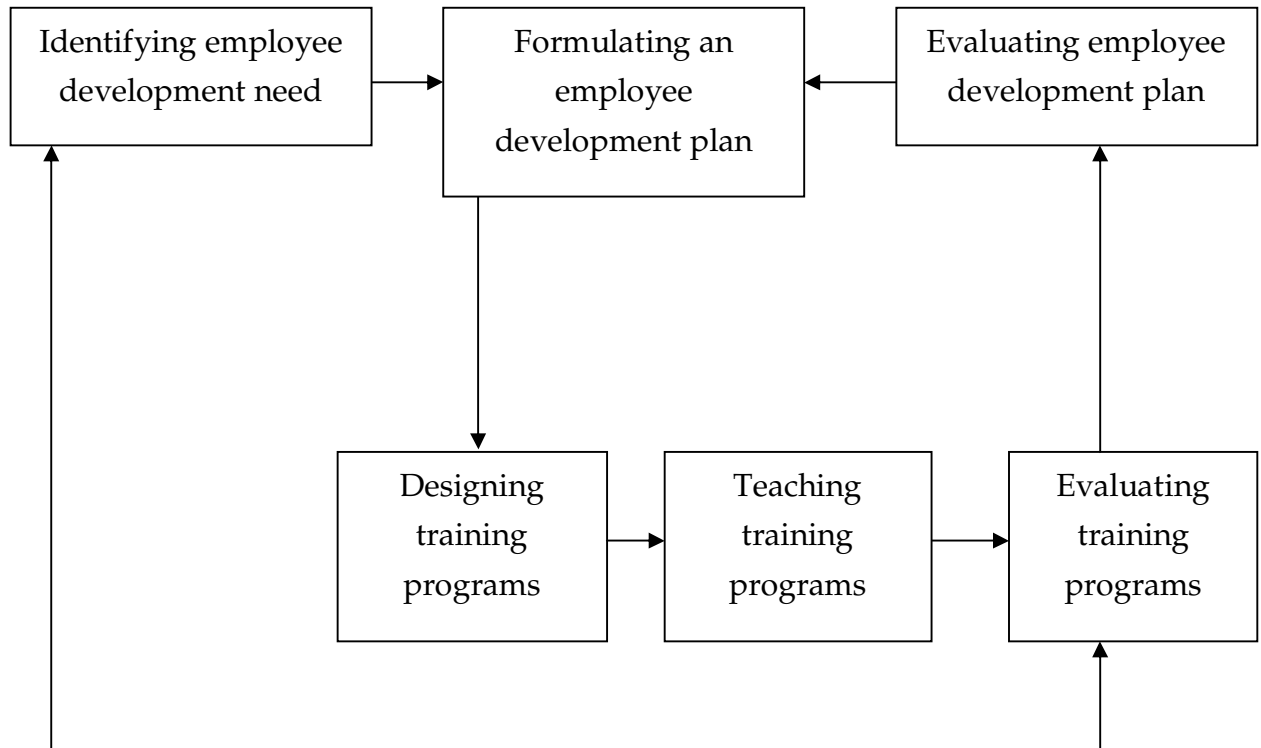 Identifying employee
development need
Formulating an
employee
development plan
Evaluating employee
development plan
Designing
training
programs
Teaching
training
programs
Evaluating
training
programs